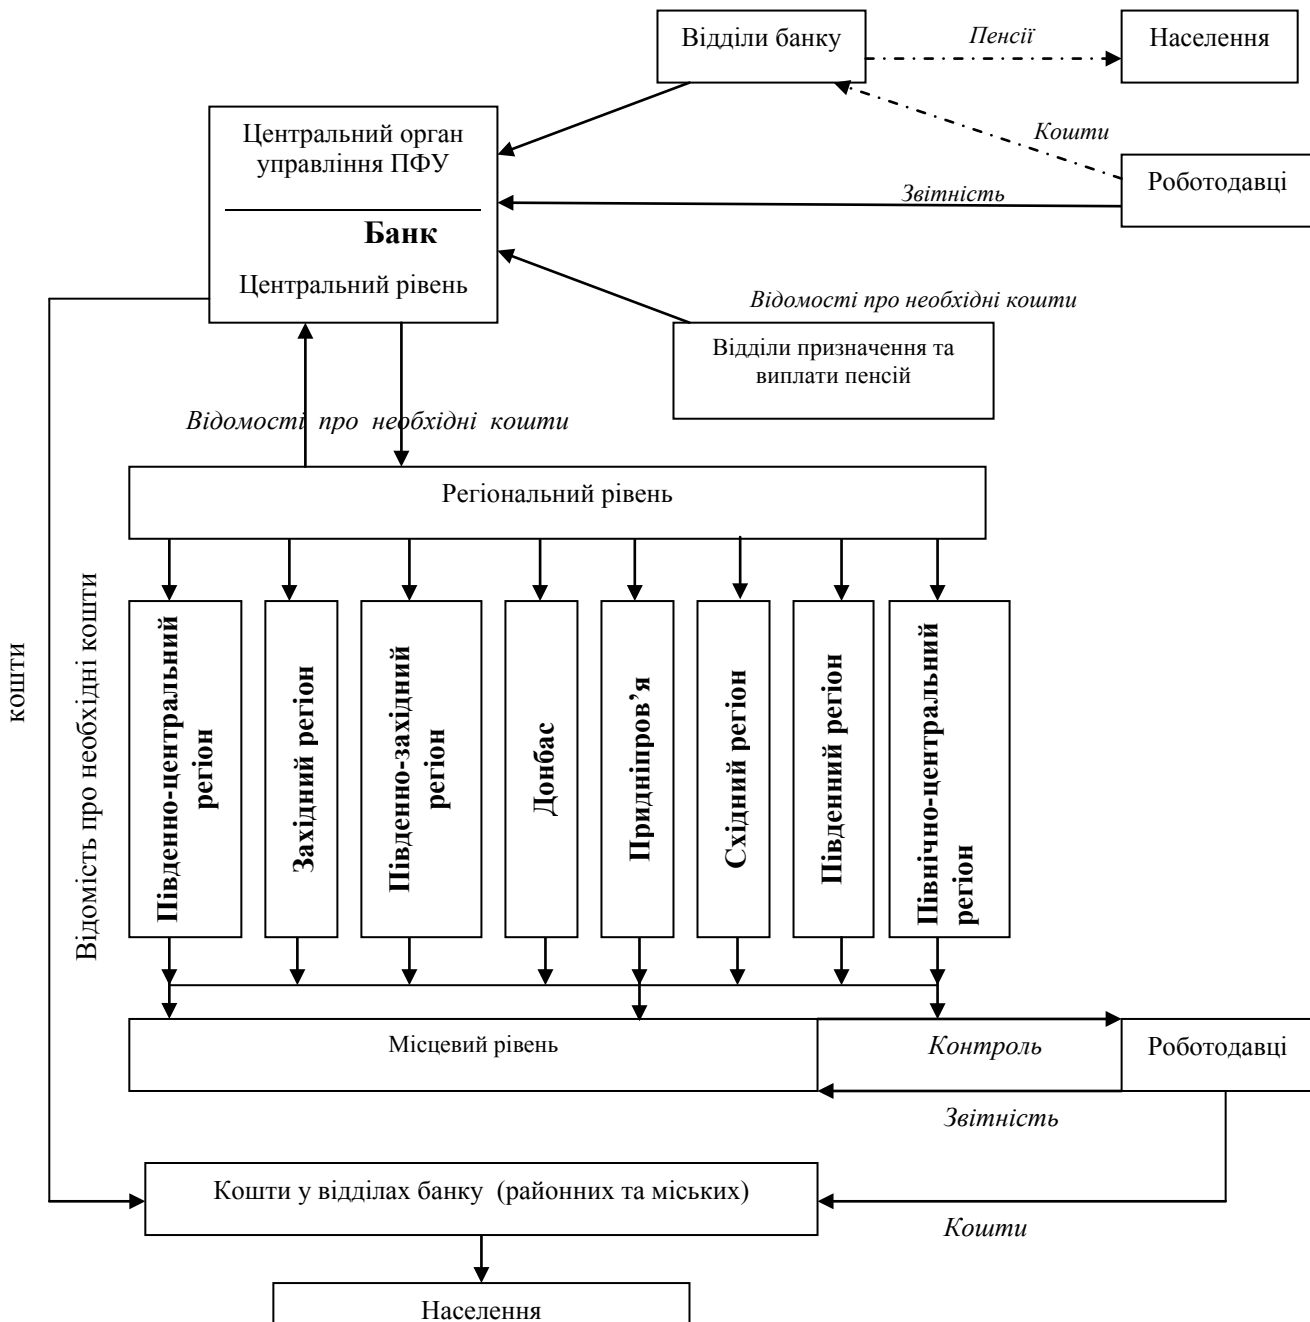 Відділи банку
Пенсії
Населення
Центральний орган
управління ПФУ
Банк
Центральний рівень
Кошти
Роботодавці
Звітність
Відомості про необхідні кошти
Відділи призначення та
виплати пенсій
Відомості про необхідні кошти
Регіональний рівень
кошти
Відомість про необхідні кошти
Південно-центральний
регіон
Західний регіон
Південно-західний
регіон
Донбас
Придніпров’я
Східний регіон
Південний регіон
Північно-центральний
регіон
Місцевий рівень
Контроль
Роботодавці
Звітність
Кошти у відділах банку (районних та міських)
Кошти
Населення